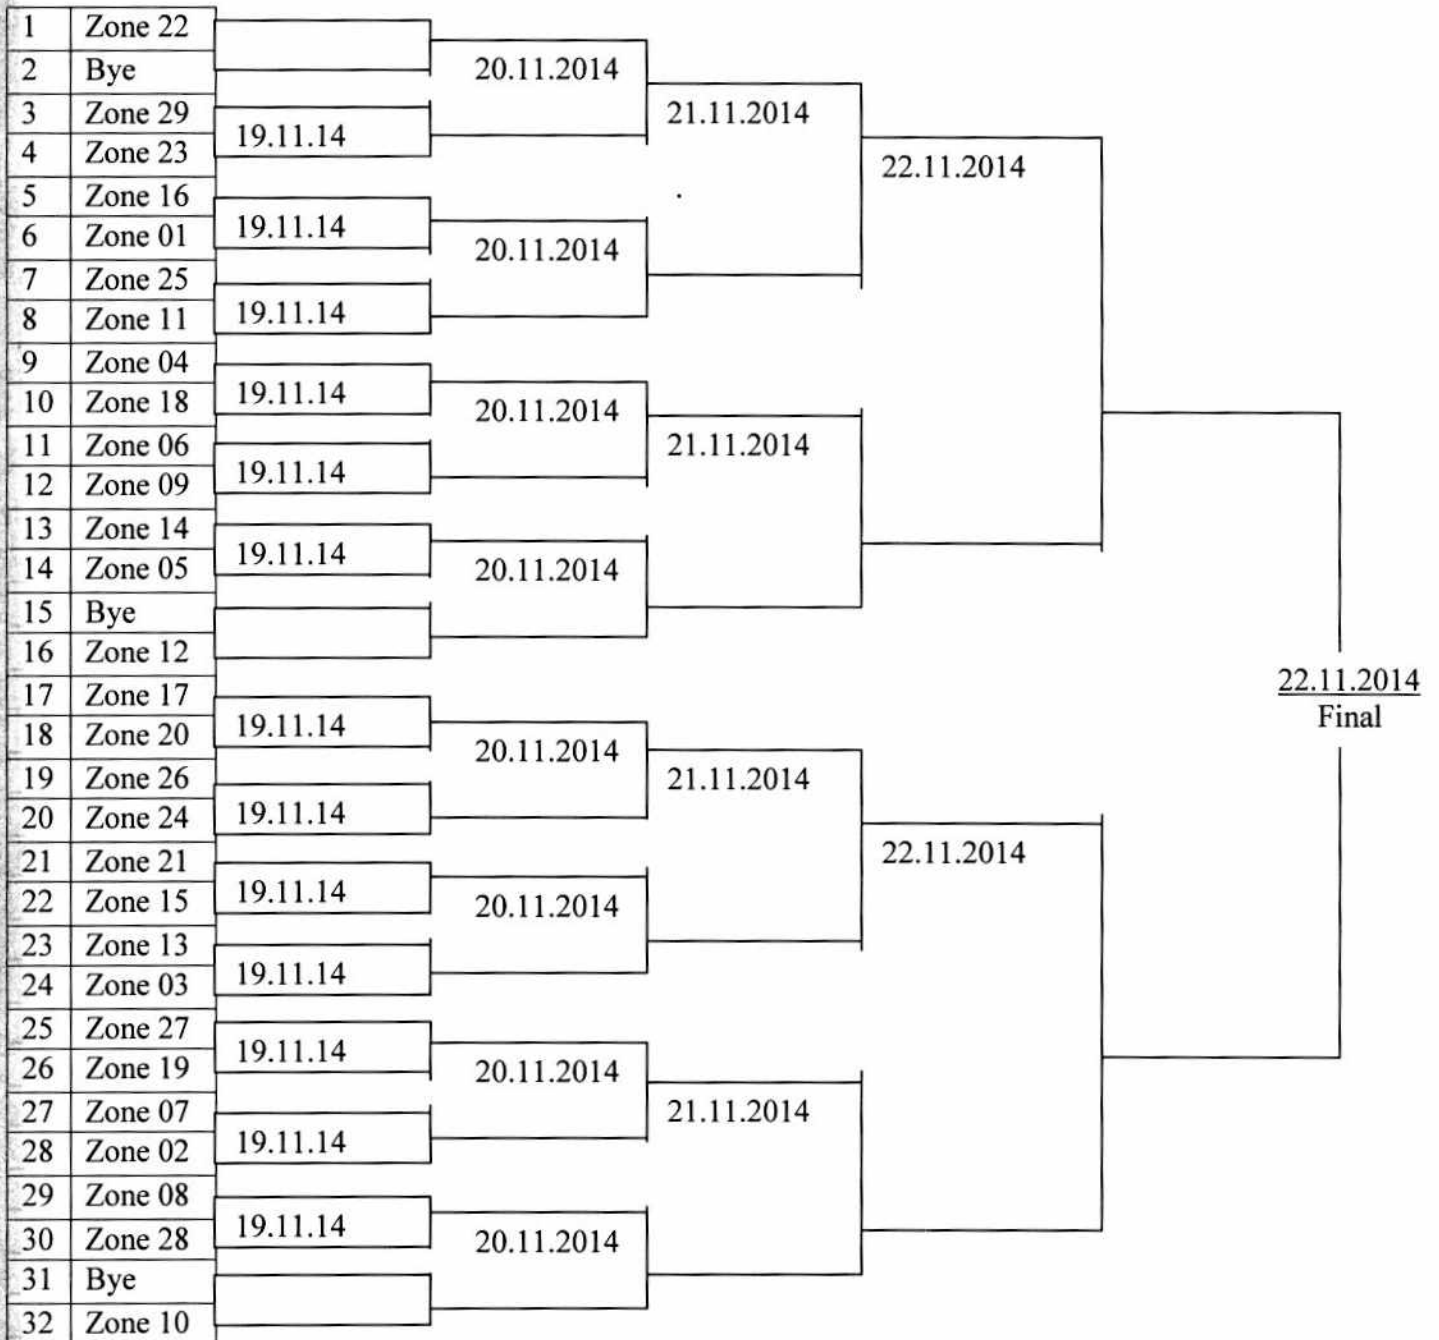 1 Zone 22
2 Bye
3 Zone 29
4 Zone 23
5 Zone 16
6 Zone 01
7 Zone 25
8 Zone 11
9 Zone 04
10 Zone 18
11 Zone 06
12 Zone 09
13 Zone 14
14 Zone 05
15 Bye
16 Zone 12
17 Zone 17
18 Zone 20
19 Zone 26
20 Zone 24
21 Zone 21
22 Zone 15
23 Zone 13
24 Zone 03
25 Zone 27
26 Zone 19
27 Zone 07
28 Zone 02
29 Zone 08
30 Zone 28
31 Bye
32 Zone 10
19.11.14
19.11.14
19.11.14
19.11.14
19.11.14
19.11.14
19.11.14
19.11.14
19.11.14
19.11.14
19.11.14
19.11.14
19.11.14
20.11.2014
20.11.2014
20.11.2014
20.11.2014
20.11.2014
20.11.2014
20.11.2014
20.11.2014
21.11.2014
21.11.2014
21.11.2014
21.11.2014
22.11.2014
22.11.2014
22.11.2014
Final